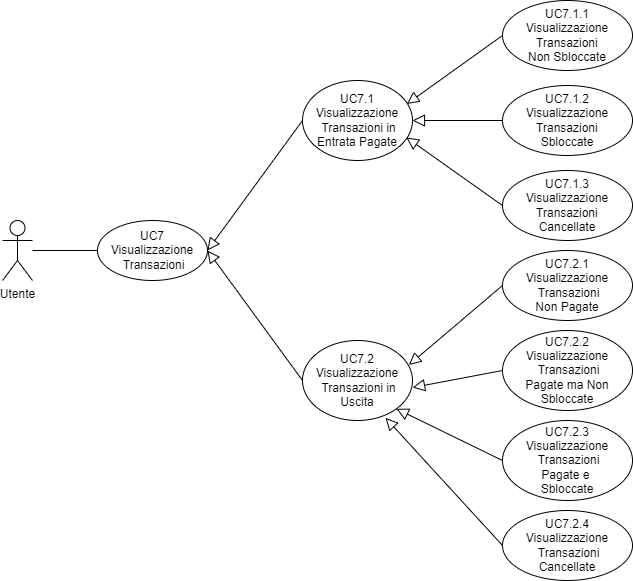 Utente
UC7
Visualizzazione
Transazioni
UC7.1
Visualizzazione
Transazioni in
Entrata Pagate
UC7.2
Visualizzazione
Transazioni in
Uscita
UC7.1.1
Visualizzazione
Transazioni
Non Sbloccate
UC7.1.2
Visualizzazione
Transazioni
Sbloccate
UC7.1.3
Visualizzazione
Transazioni
Cancellate
UC7.2.1
Visualizzazione
Transazioni
Non Pagate
UC7.2.2
Visualizzazione
Transazioni
Pagate ma Non
Sbloccate
UC7.2.3
Visualizzazione
Transazioni
Pagate e
Sbloccate
UC7.2.4
Visualizzazione
Transazioni
Cancellate